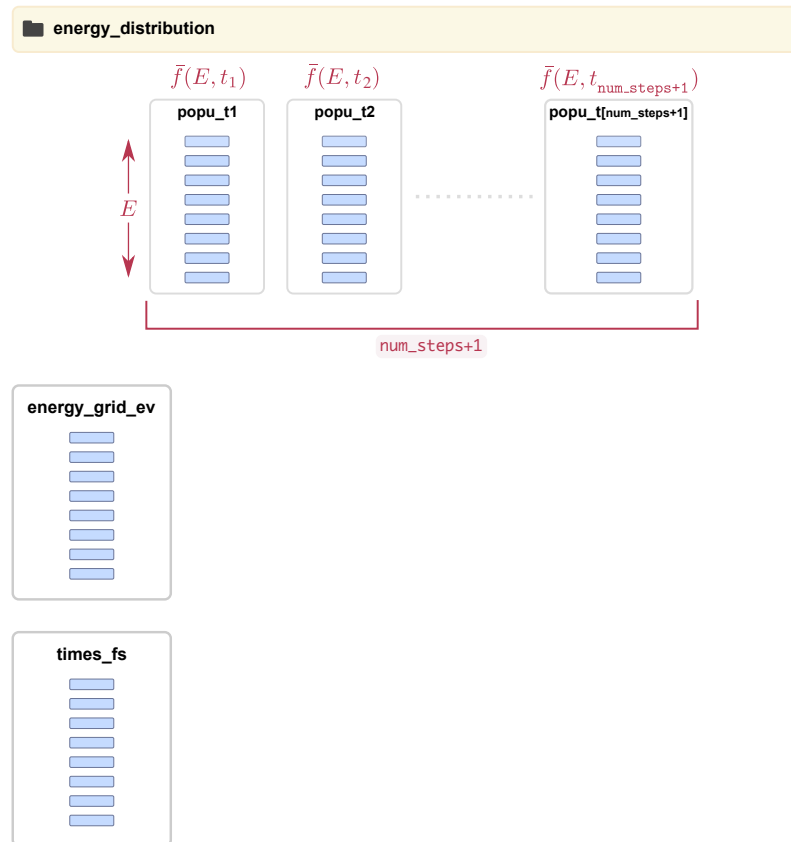 energy_distribution
f̄(E, t₁) f̄(E, t₂) f̄(E, t_num_steps+1)
popu_t1 popu_t2 popu_t[num_steps+1]
E
num_steps+1
energy_grid_ev
times_fs